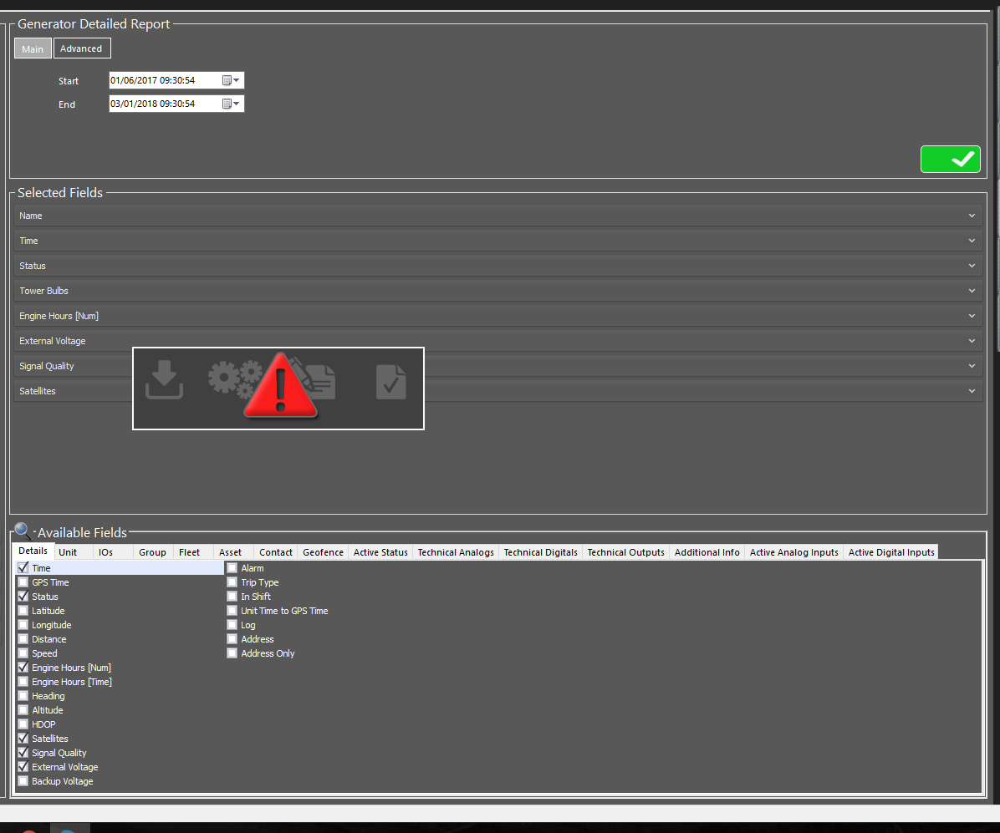 Generator Detailed Report
Main Advanced
Start 01/06/2017 09:30:54
End 03/01/2018 09:30:54
Selected Fields
Name
Time
Status
Tower Bulbs
Engine Hours [Num]
External Voltage
Signal Quality
Satellites
Available Fields
Details Unit IOs Group Fleet Asset Contact Geofence Active Status Technical Analogs Technical Digitals Technical Outputs Additional Info Active Analog Inputs Active Digital Inputs
Time
GPS Time
Status
Latitude
Longitude
Distance
Speed
Engine Hours [Num]
Engine Hours [Time]
Heading
Altitude
HDOP
Satellites
Signal Quality
External Voltage
Backup Voltage
Alarm
Trip Type
In Shift
Unit Time to GPS Time
Log
Address
Address Only